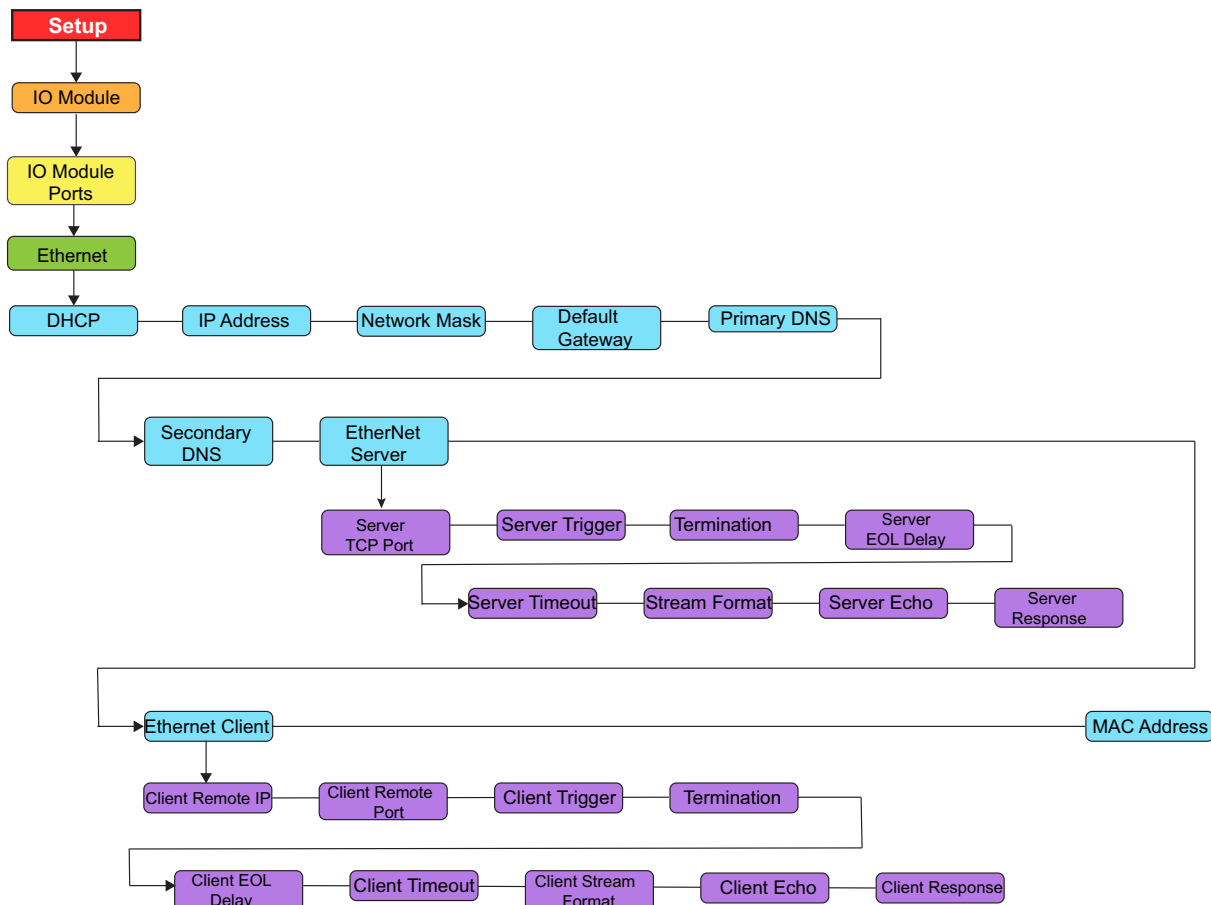 Setup
IO Module
IO Module
Ports
Ethernet
DHCP
IP Address
Network Mask
Default
Gateway
Primary DNS
Secondary
DNS
EtherNet
Server
Server
TCP Port
Server Trigger
Termination
Server
EOL Delay
Server Timeout
Stream Format
Server Echo
Server
Response
Ethernet Client
MAC Address
Client Remote IP
Client Remote
Port
Client Trigger
Termination
Client EOL
Delay
Client Timeout
Client Stream
Format
Client Echo
Client Response